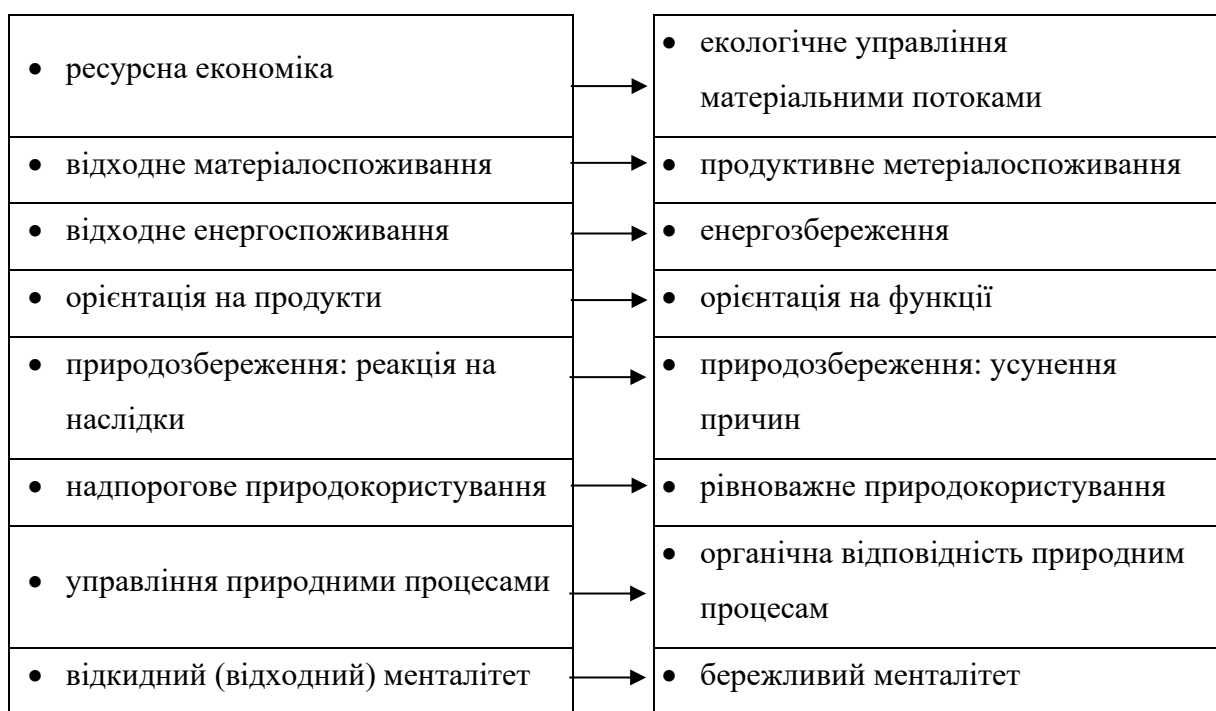 • ресурсна економіка
• екологічне управління
матеріальними потоками
• відходне матеріалоспоживання
• продуктивне метеріалоспоживання
• відходне енергоспоживання
• енергозбереження
• орієнтація на продукти
• орієнтація на функції
• природозбереження: реакція на
наслідки
• природозбереження: усунення
причин
• надпорогове природокористування
• рівноважне природокористування
• управління природними процесами
• органічна відповідність природним
процесам
• відкидний (відходний) менталітет
• бережливий менталітет